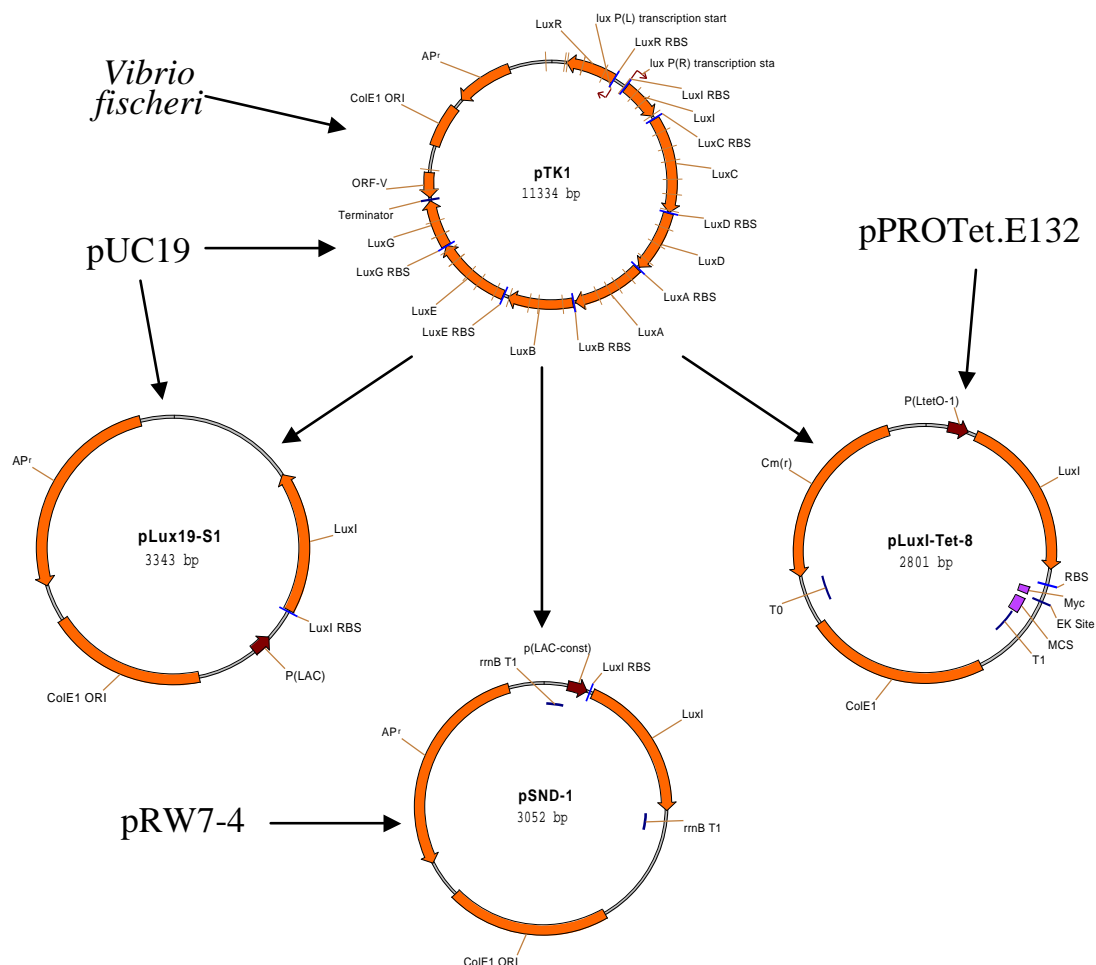 Vibrio
fischeri
pUC19
pPROTet.E132
pRW7-4
LuxR
lux P(L) transcription start
LuxR RBS
lux P(R) transcription sta
LuxI RBS
LuxI
LuxC RBS
LuxC
LuxD RBS
LuxD
LuxA RBS
LuxA
LuxB RBS
LuxB
LuxE RBS
LuxE
LuxG RBS
LuxG
Terminator
ORF-V
ColE1 ORI
APr
pTK1
11334 bp
APr
pLux19-S1
3343 bp
LuxI
LuxI RBS
P(LAC)
ColE1 ORI
P(LtetO-1)
Cm(r)
LuxI
pLuxI-Tet-8
2801 bp
RBS
Myc
EK Site
MCS
T1
T0
ColE1
p(LAC-const)
rrnB T1
LuxI RBS
LuxI
APr
pSND-1
3052 bp
rrnB T1
ColE1 ORI